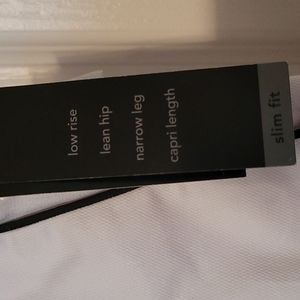 low rise
lean hip
narrow leg
capri length
slim fit